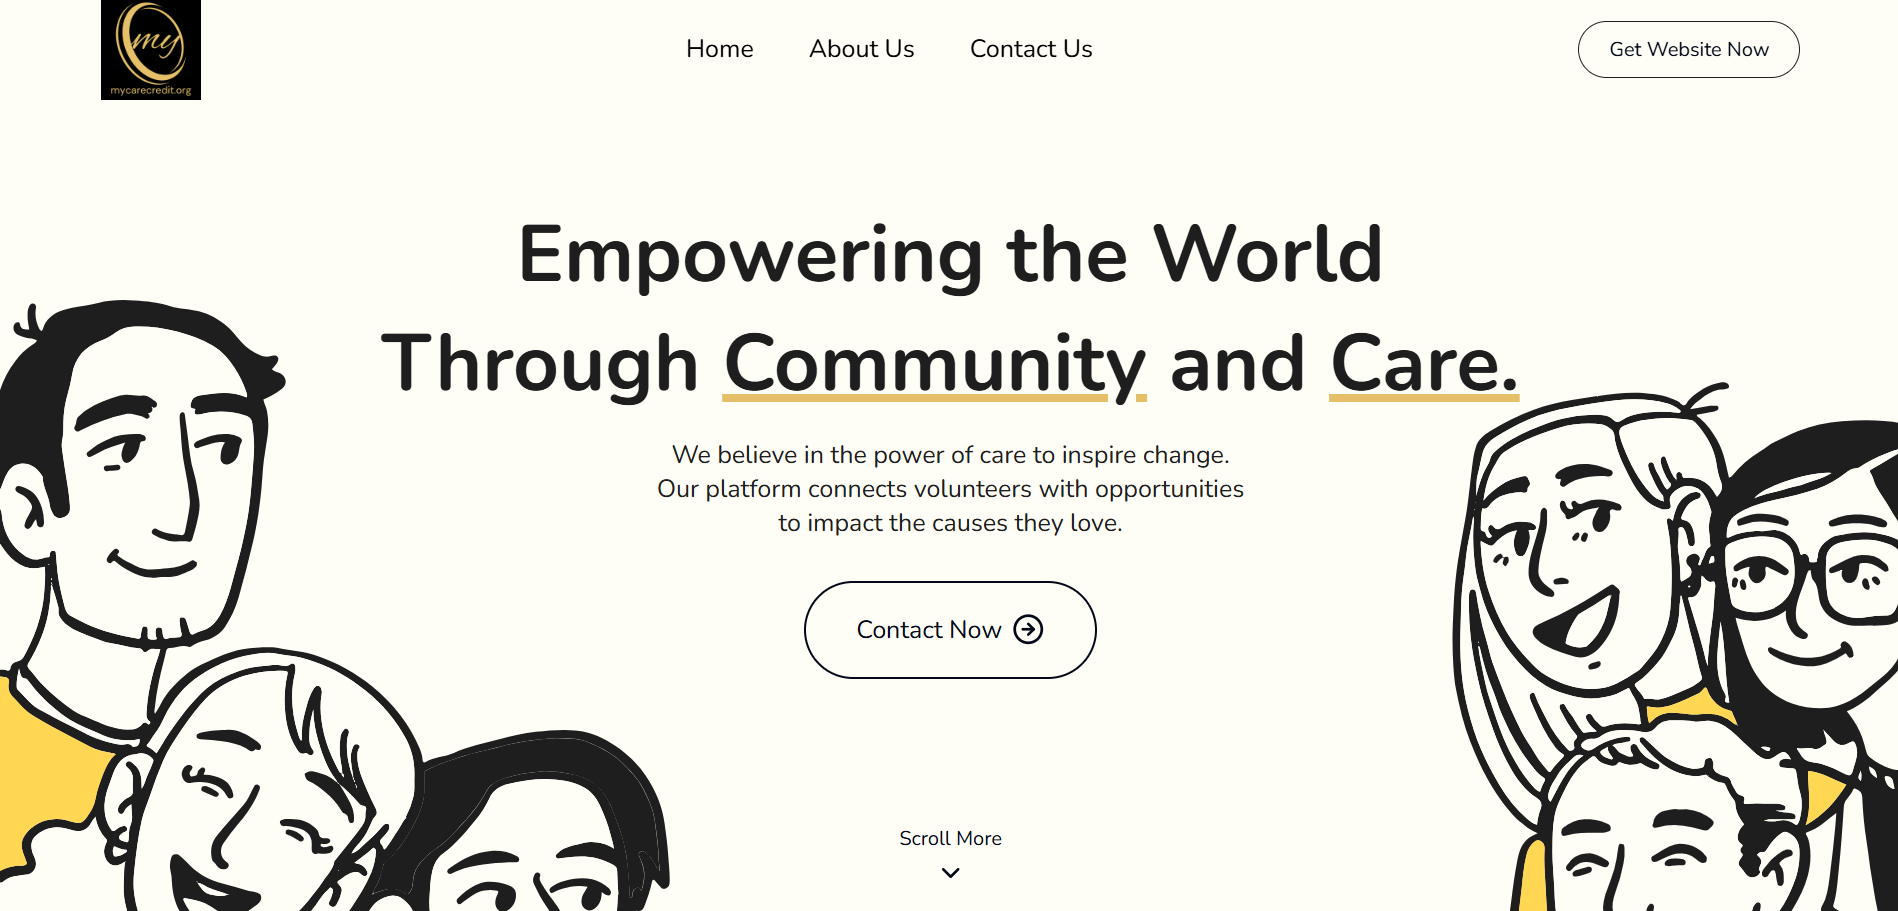 my
mycarecredit.org
Home
About Us
Contact Us
Get Website Now
Empowering the World
Through Community and Care.
We believe in the power of care to inspire change.
Our platform connects volunteers with opportunities
to impact the causes they love.
Contact Now
Scroll More